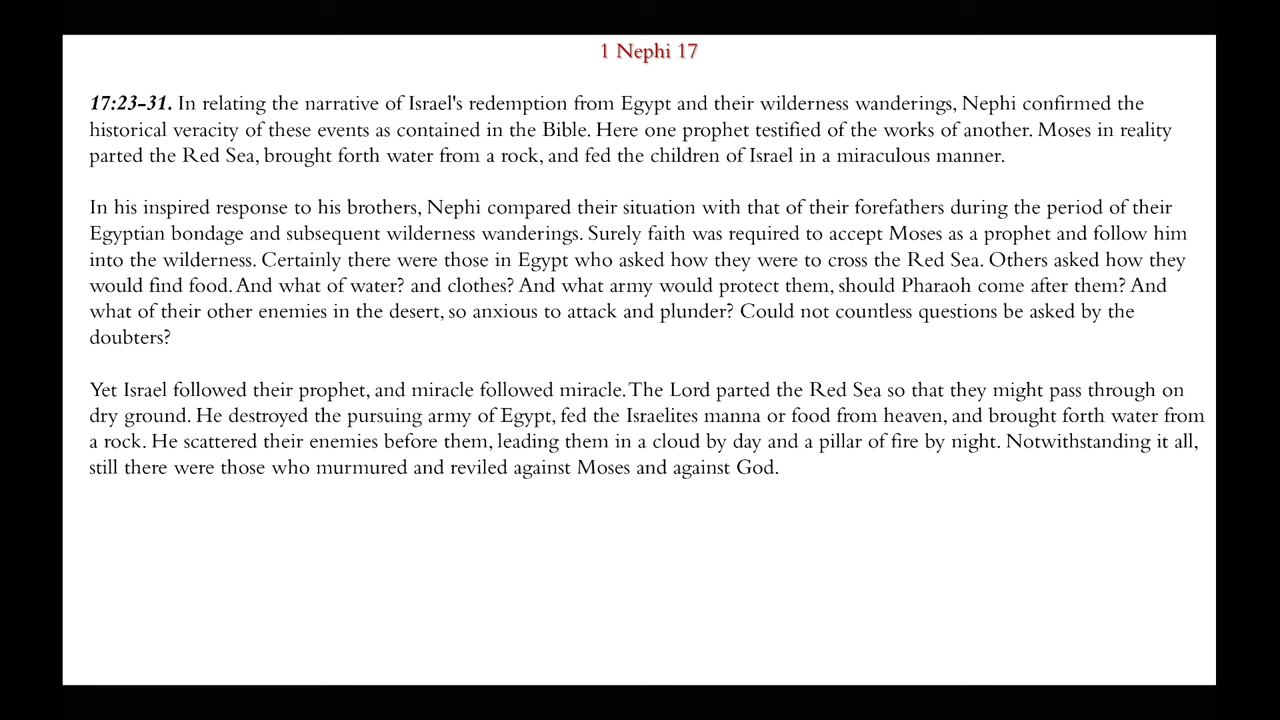 1 Nephi 17
17:23-31. In relating the narrative of Israel's redemption from Egypt and their wilderness wanderings, Nephi confirmed the
historical veracity of these events as contained in the Bible. Here one prophet testified of the works of another. Moses in reality
parted the Red Sea, brought forth water from a rock, and fed the children of Israel in a miraculous manner.
In his inspired response to his brothers, Nephi compared their situation with that of their forefathers during the period of their
Egyptian bondage and subsequent wilderness wanderings. Surely faith was required to accept Moses as a prophet and follow him
into the wilderness. Certainly there were those in Egypt who asked how they were to cross the Red Sea. Others asked how they
would find food. And what of water? and clothes? And what army would protect them, should Pharaoh come after them? And
what of their other enemies in the desert, so anxious to attack and plunder? Could not countless questions be asked by the
doubters?
Yet Israel followed their prophet, and miracle followed miracle. The Lord parted the Red Sea so that they might pass through on
dry ground. He destroyed the pursuing army of Egypt, fed the Israelites manna or food from heaven, and brought forth water from
a rock. He scattered their enemies before them, leading them in a cloud by day and a pillar of fire by night. Notwithstanding it all,
still there were those who murmured and reviled against Moses and against God.